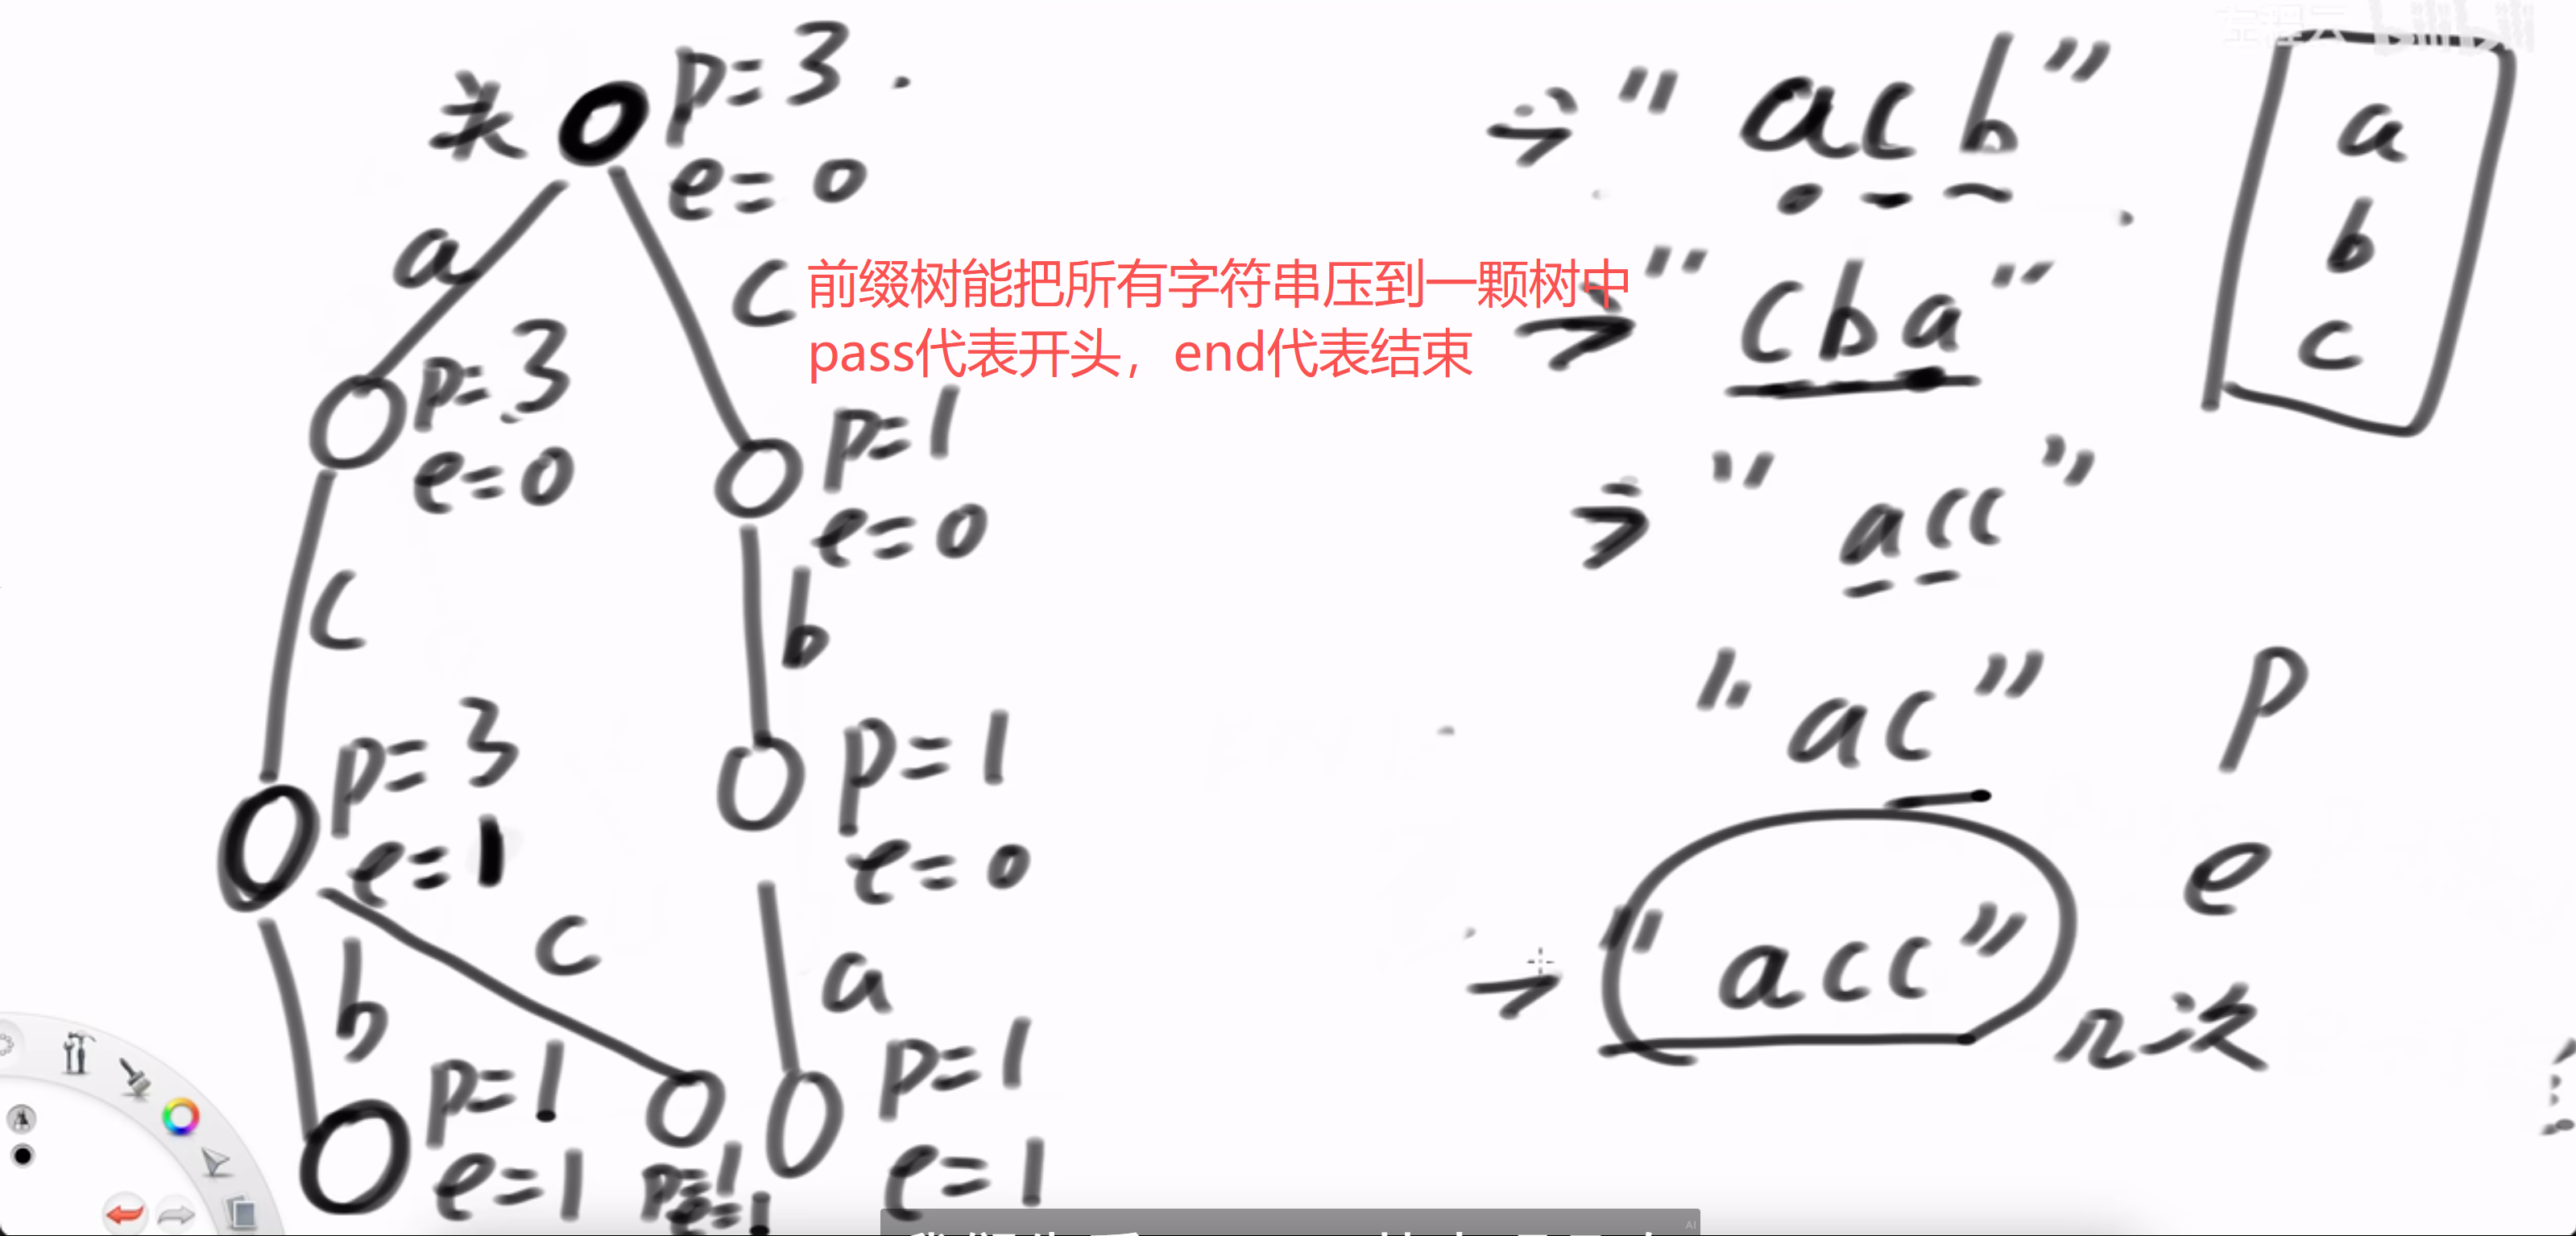 头 p=3
e=0
a
c
前缀树能把所有字符串压到一颗树中
pass代表开头，end代表结束
p=3
e=0
p=1
e=0
c
b
p=3
e=1
p=1
e=0
b
c
a
p=1
e=1
p=1
e=1
p=1
e=1
"acb"
"cba"
"acc"
"ac"
"acc"
n次
p
e
a
b
c
AI